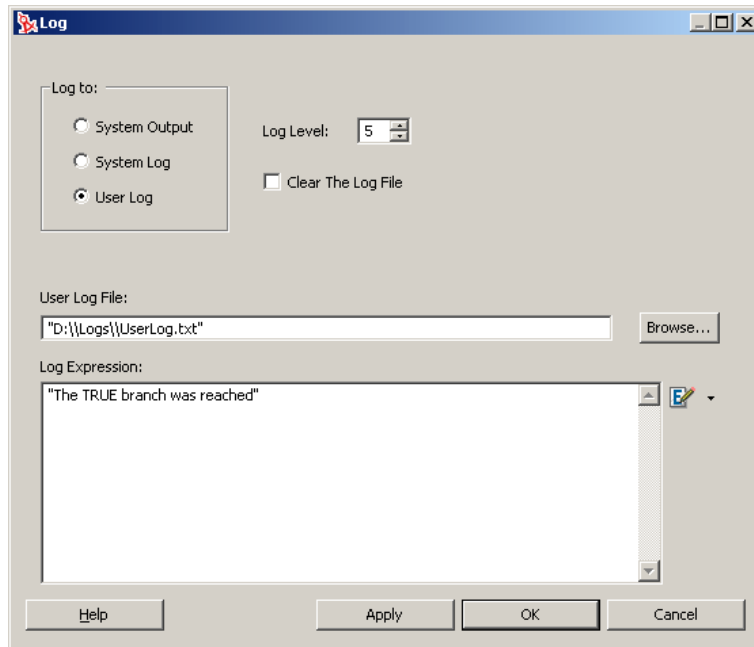 Log
Log to:
System Output
System Log
User Log
Log Level:
5
Clear The Log File
User Log File:
"D:\\Logs\\UserLog.txt"
Browse...
Log Expression:
"The TRUE branch was reached"
E
Help
Apply
OK
Cancel